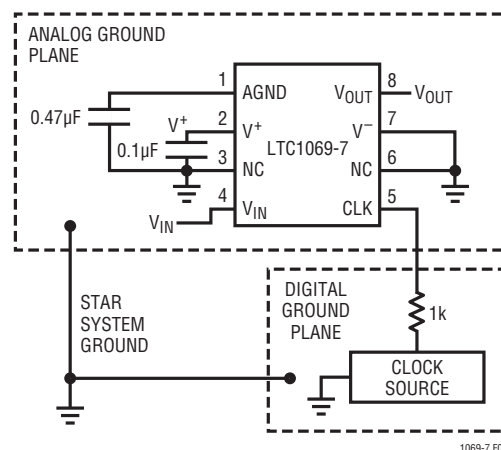 ANALOG GROUND
PLANE
1
AGND
2
V+
3
NC
4
VIN
LTC1069-7
8
VOUT
VOUT
7
V−
6
NC
5
CLK
0.47µF
V+
0.1µF
VIN
STAR
SYSTEM
GROUND
DIGITAL
GROUND
PLANE
1k
CLOCK
SOURCE